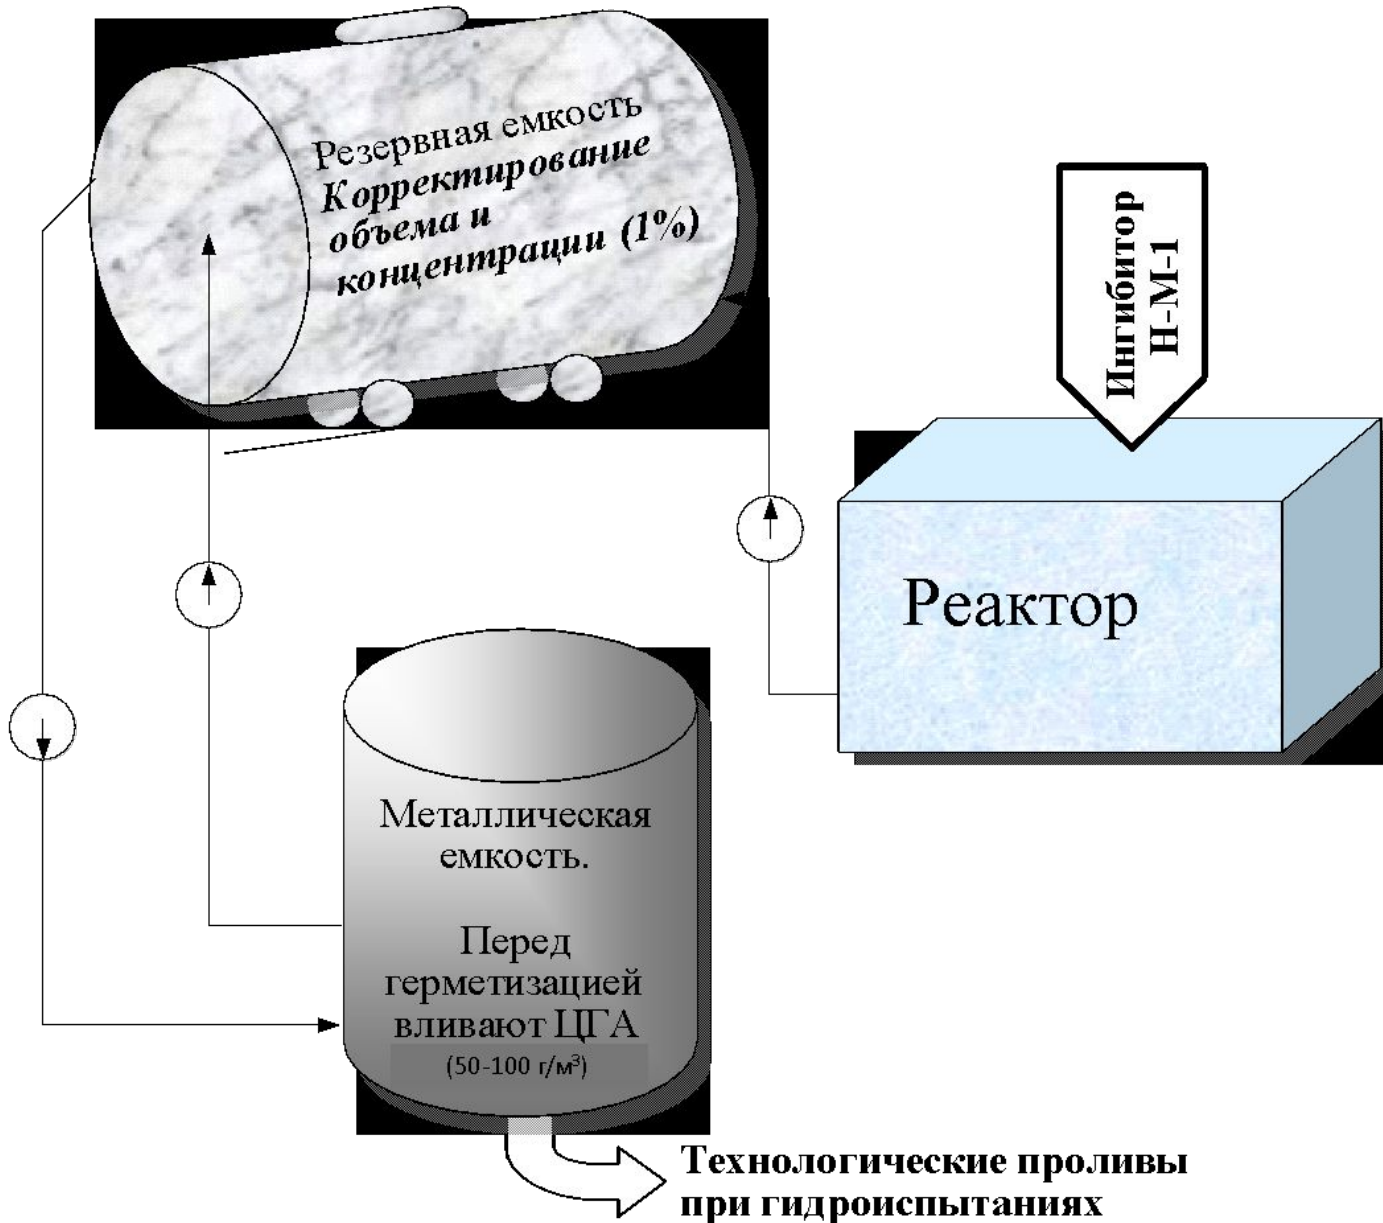 Резервная емкость
Корректирование
объема и
концентрации (1%)
Ингибитор
Н-М-1
Реактор
Металлическая
емкость.
Перед
герметизацией
вливают ЦГА
(50-100 г/м³)
Технологические проливы
при гидроиспытаниях